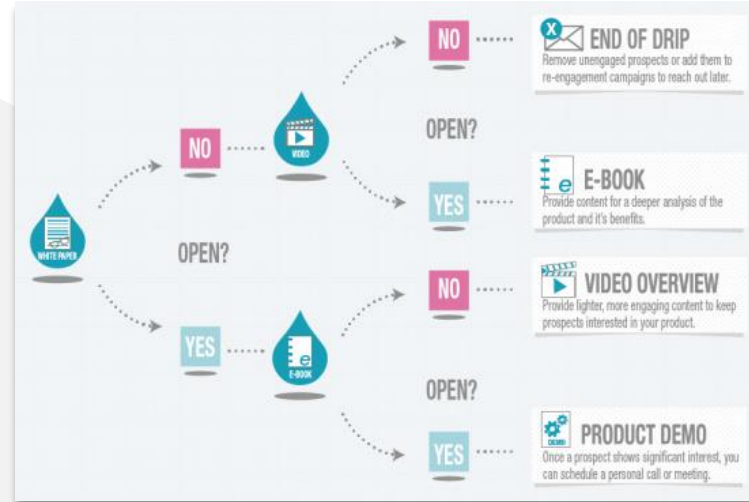 NO
END OF DRIP
Remove unengaged prospects or add them to
re-engagement campaigns to reach out later.
NO
VIDEO
OPEN?
YES
E-BOOK
Provide content for a deeper analysis of the
product and it's benefits.
WHITE PAPER
OPEN?
NO
VIDEO OVERVIEW
Provide lighter, more engaging content to keep
prospects interested in your product.
YES
E-BOOK
OPEN?
YES
DEMO
PRODUCT DEMO
Once a prospect shows significant interest, you
can schedule a personal call or meeting.